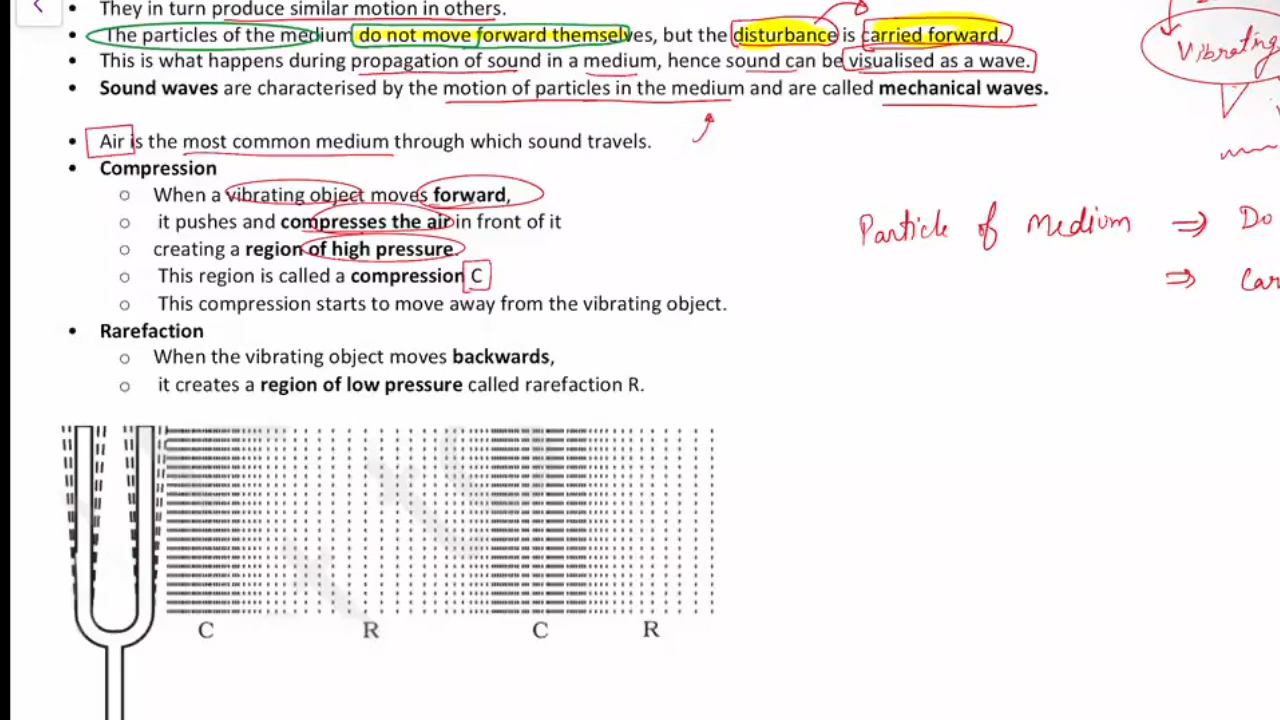 • They in turn produce similar motion in others.
• The particles of the medium do not move forward themselves, but the disturbance is carried forward.
• This is what happens during propagation of sound in a medium, hence sound can be visualised as a wave.
• Sound waves are characterised by the motion of particles in the medium and are called mechanical waves.
Vibrating
• Air is the most common medium through which sound travels.
• Compression
o When a vibrating object moves forward,
o it pushes and compresses the air in front of it
o creating a region of high pressure.
o This region is called a compression C
o This compression starts to move away from the vibrating object.
Particle of medium ⇒ Do
⇒ Car
• Rarefaction
o When the vibrating object moves backwards,
o it creates a region of low pressure called rarefaction R.
C R C R